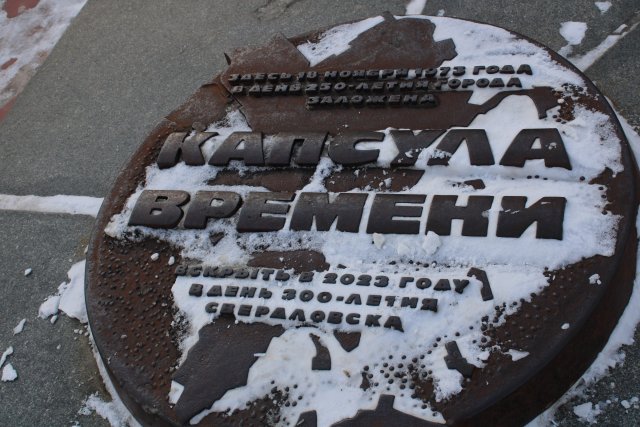 ЗДЕСЬ 18 НОЯБРЯ 1973 ГОДА
В ДЕНЬ 250-ЛЕТИЯ ГОРОДА
ЗАЛОЖЕНА
КАПСУЛА
ВРЕМЕНИ
ВСКРЫТЬ В 2023 ГОДУ
В ДЕНЬ 300-ЛЕТИЯ
СВЕРДЛОВСКА